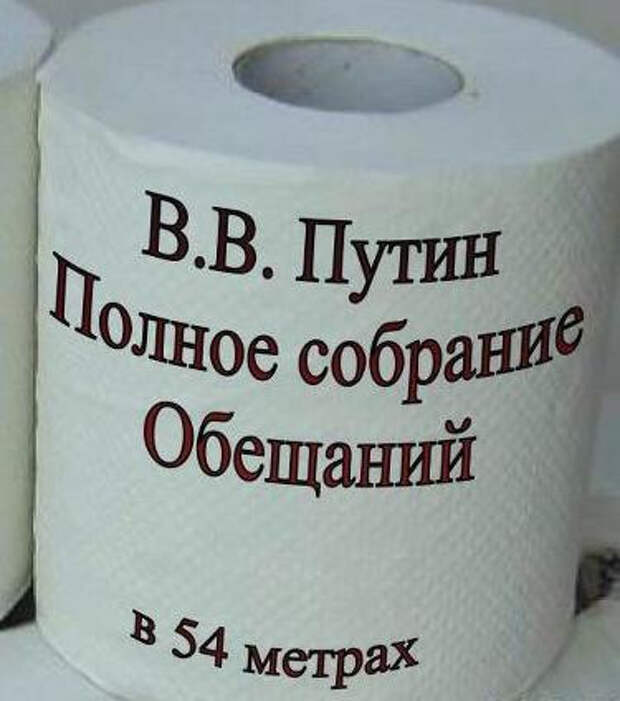 В.В. Путин
Полное собрание
Обещаний
в 54 метрах